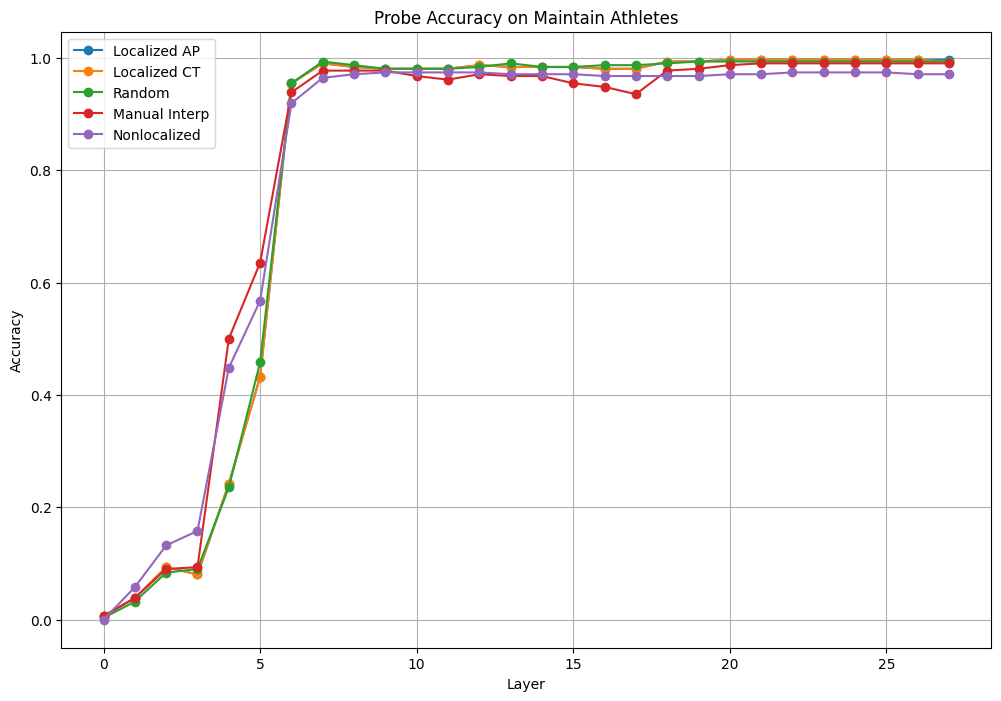 Probe Accuracy on Maintain Athletes
Localized AP
Localized CT
Random
Manual Interp
Nonlocalized
Accuracy
1.0
0.8
0.6
0.4
0.2
0.0
0 5 10 15 20 25
Layer